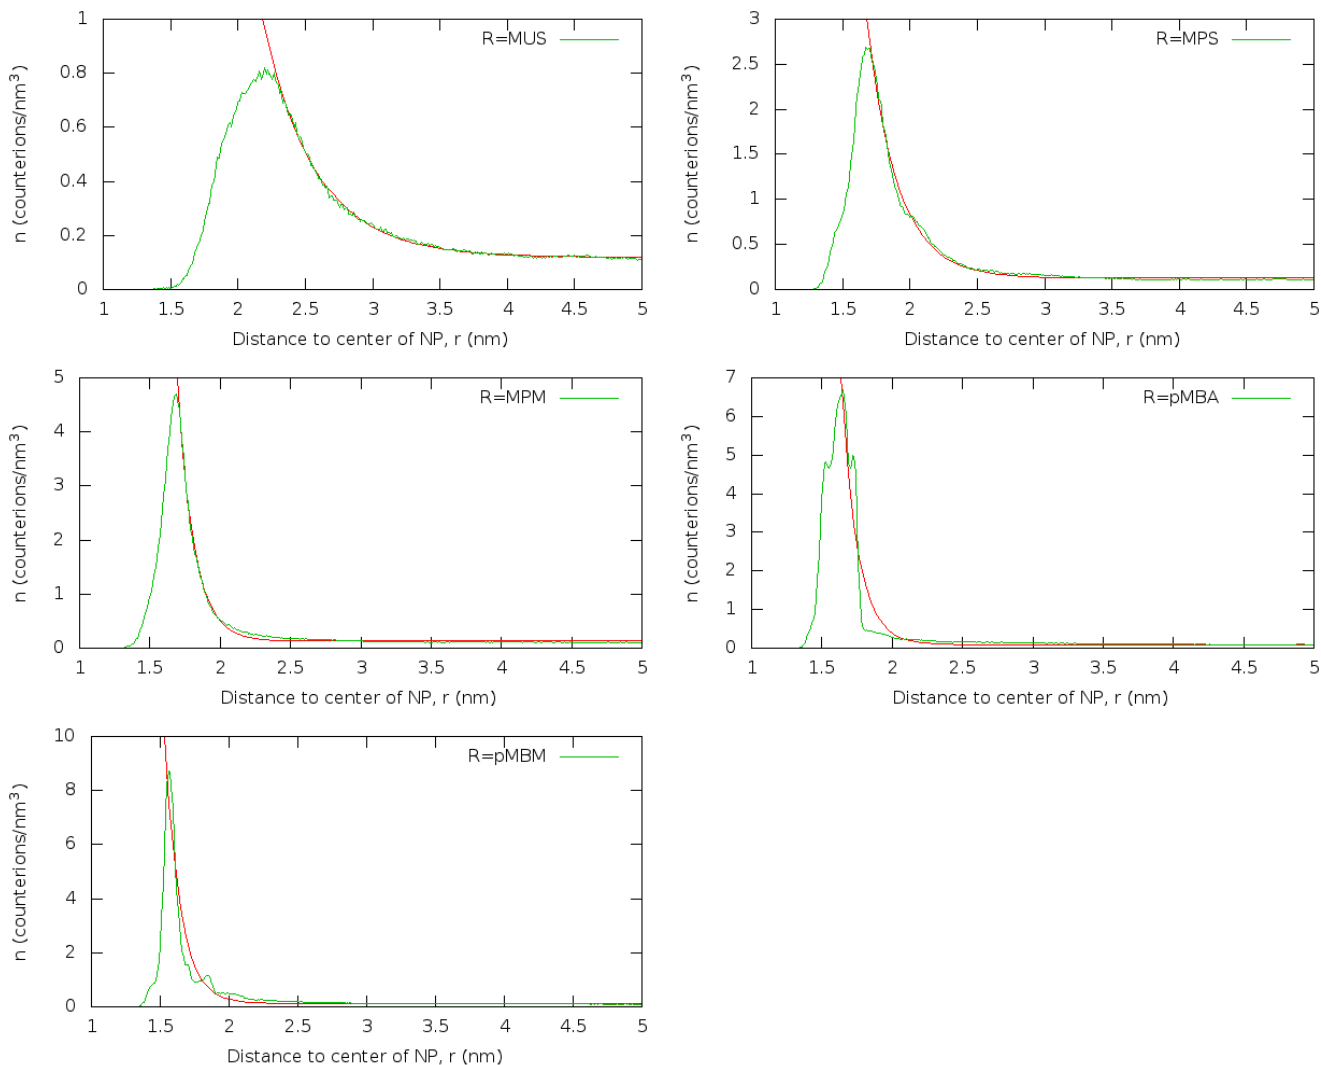 1
0.8
0.6
0.4
0.2
0
n (counterions/nm³)
R=MUS
1 1.5 2 2.5 3 3.5 4 4.5 5
Distance to center of NP, r (nm)
3
2.5
2
1.5
1
0.5
0
n (counterions/nm³)
R=MPS
1 1.5 2 2.5 3 3.5 4 4.5 5
Distance to center of NP, r (nm)
5
4
3
2
1
0
n (counterions/nm³)
R=MPM
1 1.5 2 2.5 3 3.5 4 4.5 5
Distance to center of NP, r (nm)
7
6
5
4
3
2
1
0
n (counterions/nm³)
R=pMBA
1 1.5 2 2.5 3 3.5 4 4.5 5
Distance to center of NP, r (nm)
10
8
6
4
2
0
n (counterions/nm³)
R=pMBM
1 1.5 2 2.5 3 3.5 4 4.5 5
Distance to center of NP, r (nm)